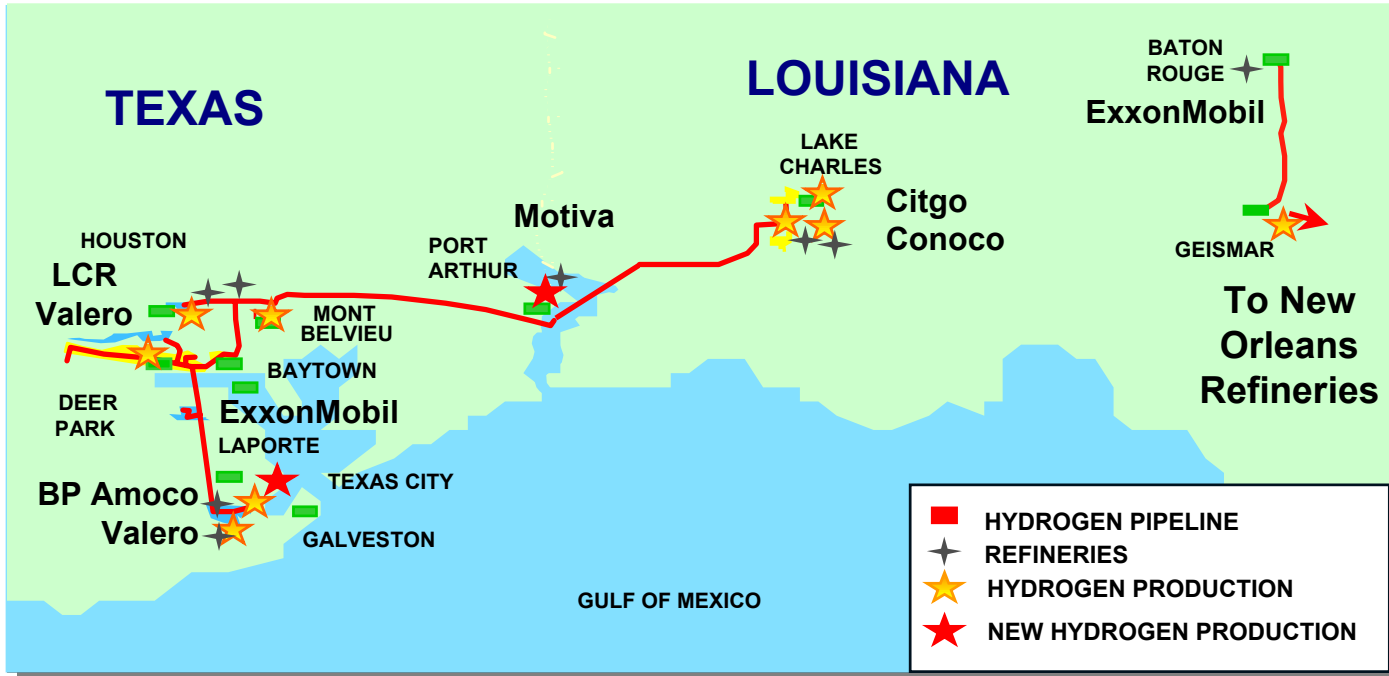 TEXAS
LOUISIANA
BATON
ROUGE
ExxonMobil
LAKE
CHARLES
Citgo
Conoco
GEISMAR
To New
Orleans
Refineries
Motiva
PORT
ARTHUR
HOUSTON
LCR
Valero
MONT
BELVIEU
BAYTOWN
DEER
PARK
ExxonMobil
LAPORTE
TEXAS CITY
BP Amoco
Valero
GALVESTON
GULF OF MEXICO
HYDROGEN PIPELINE
REFINERIES
HYDROGEN PRODUCTION
NEW HYDROGEN PRODUCTION